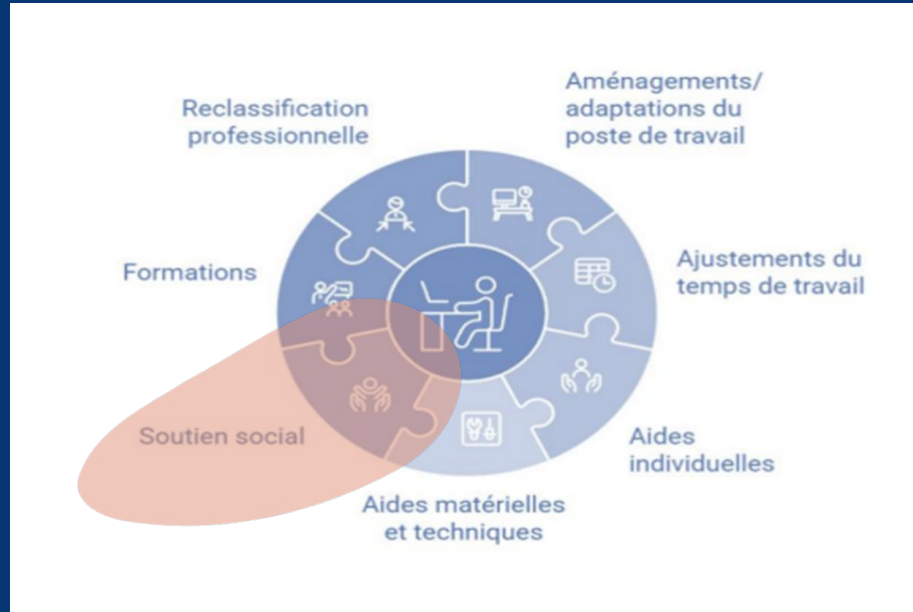 Reclassification
professionnelle
Aménagements/
adaptations du
poste de travail
Formations
Ajustements du
temps de travail
Soutien social
Aides
individuelles
Aides matérielles
et techniques